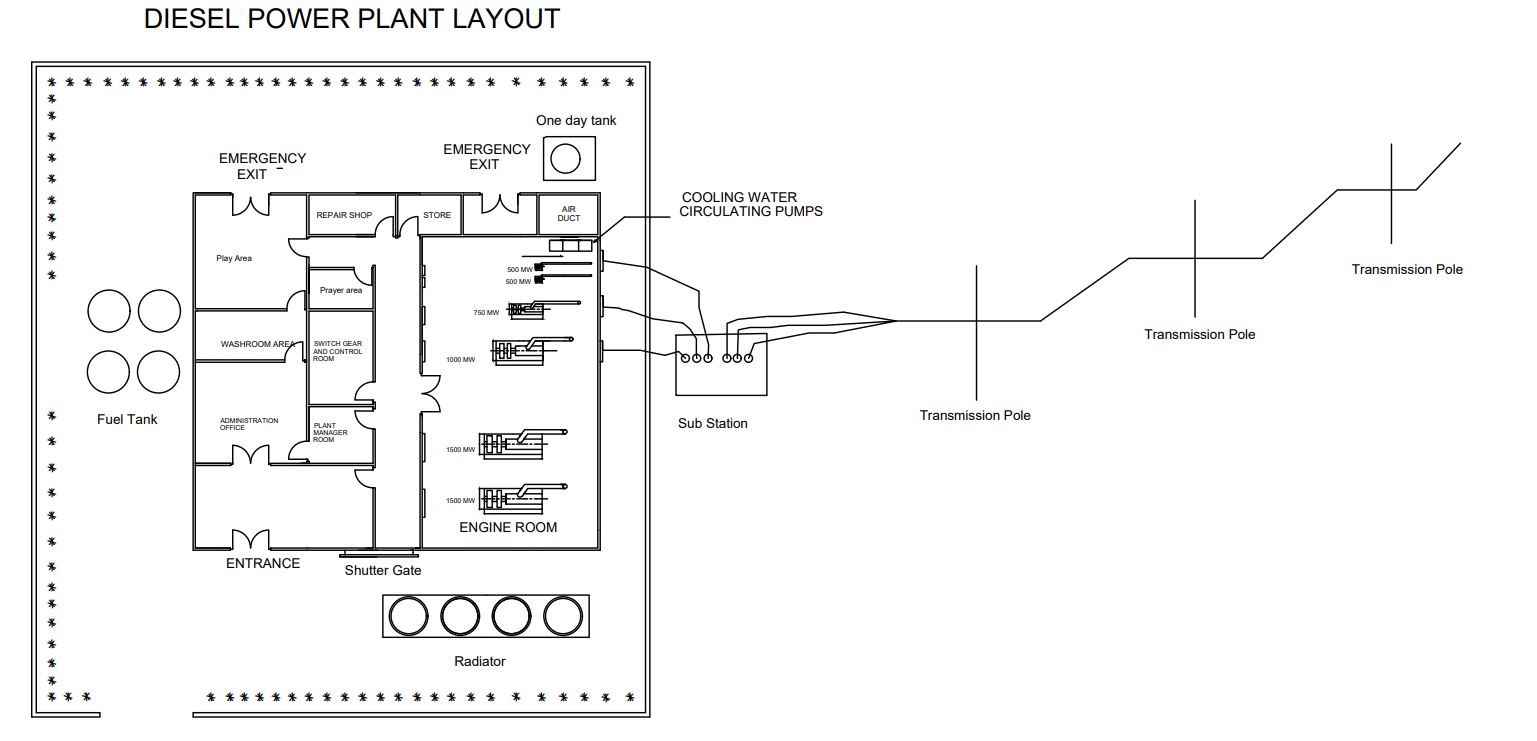 DIESEL POWER PLANT LAYOUT
One day tank
EMERGENCY
EXIT
EMERGENCY
EXIT
COOLING WATER
CIRCULATING PUMPS
REPAIR SHOP
STORE
AIR
DUCT
Play Area
500 MW
500 MW
Prayer area
750 MW
WASHROOM AREA
SWITCH GEAR
AND CONTROL
ROOM
1000 MW
Fuel Tank
ADMINISTRATION
OFFICE
PLANT
MANAGER
ROOM
1500 MW
1500 MW
ENGINE ROOM
ENTRANCE
Shutter Gate
Radiator
Sub Station
Transmission Pole
Transmission Pole
Transmission Pole